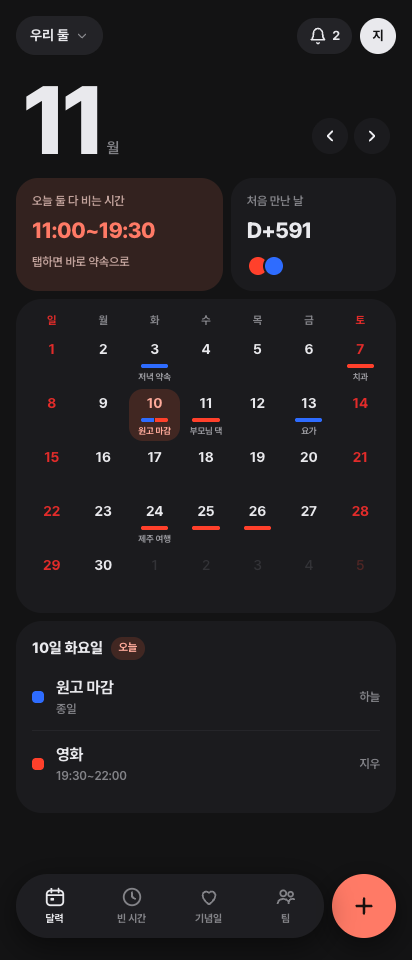 우리 둘
2
지
11월
오늘 둘 다 비는 시간
11:00~19:30
탭하면 바로 약속으로
처음 만난 날
D+591
일 월 화 수 목 금 토
1 2 3 4 5 6 7
저녁 약속 치과
8 9 10 11 12 13 14
원고 마감 부모님 댁 요가
15 16 17 18 19 20 21
22 23 24 25 26 27 28
제주 여행
29 30 1 2 3 4 5
10일 화요일 오늘
원고 마감
종일
하늘
영화
19:30~22:00
지우
달력 빈 시간 기념일 팀